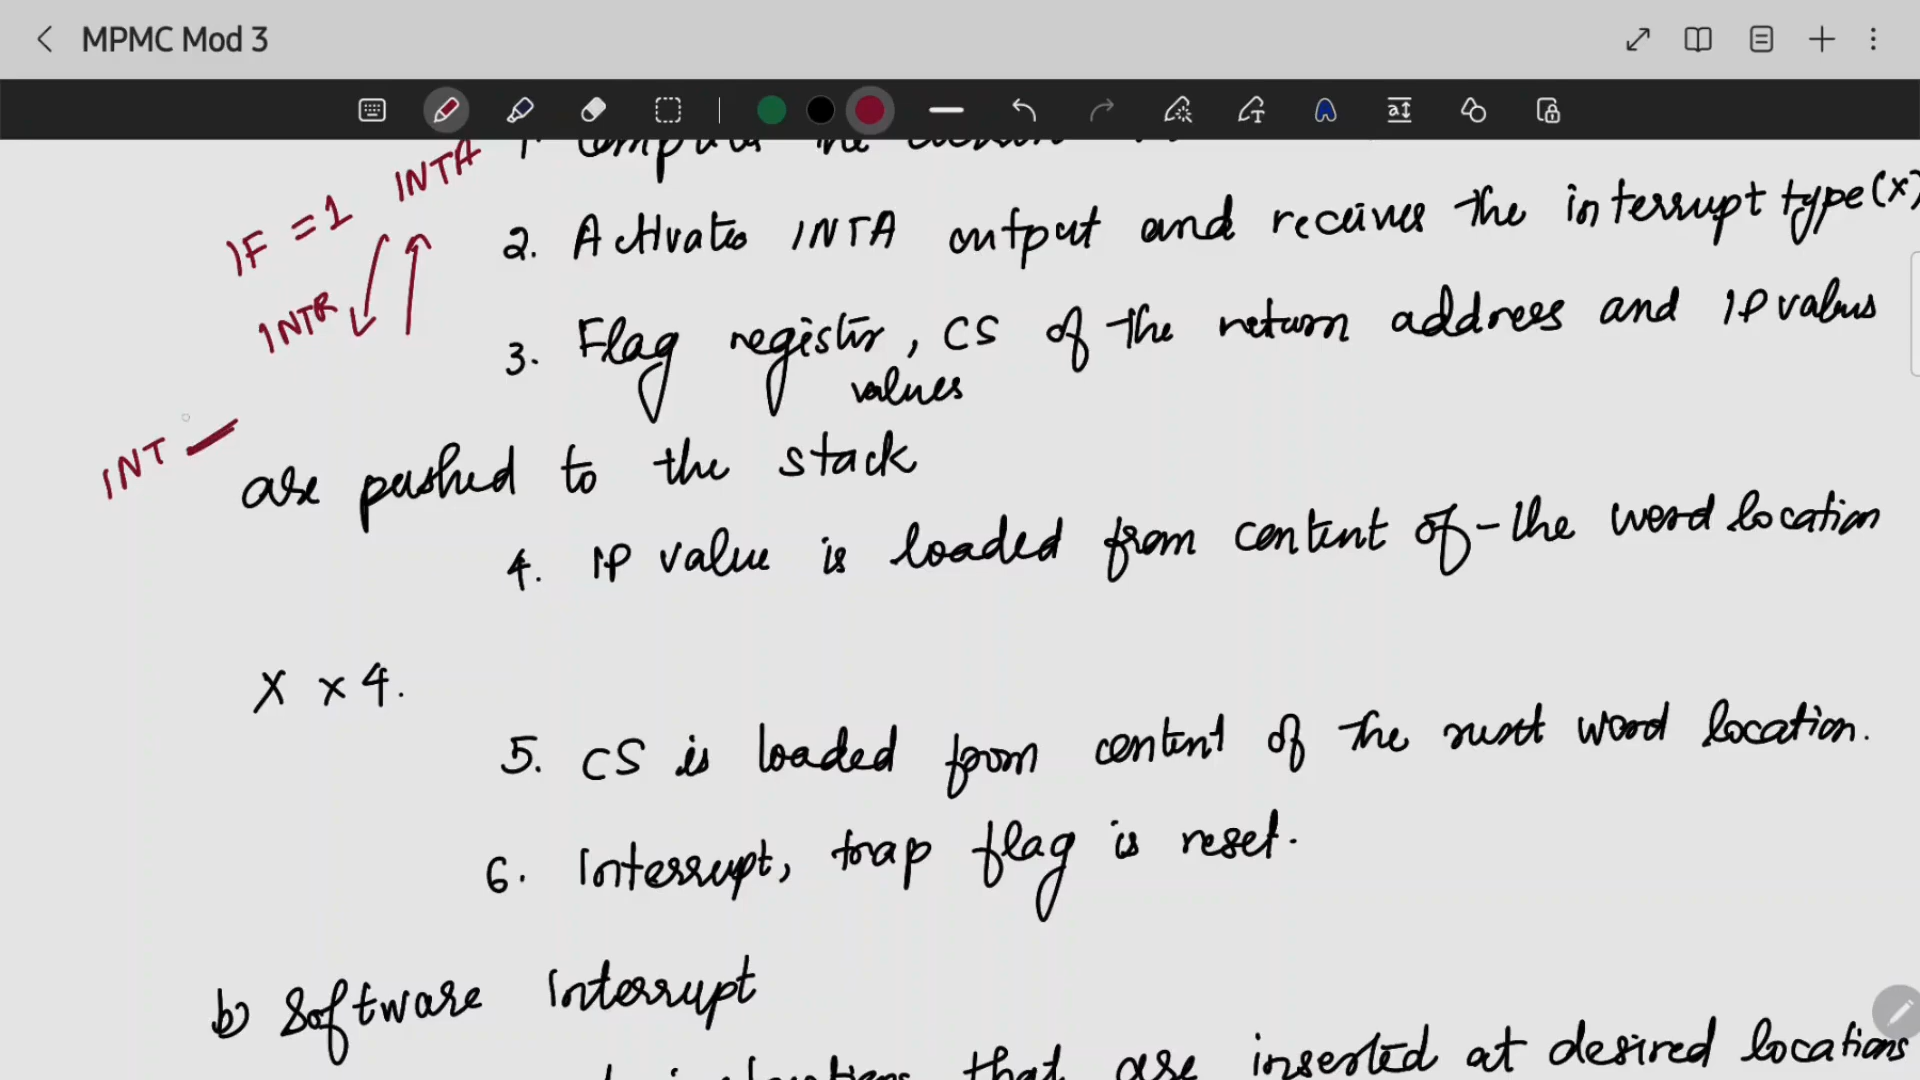 MPMC Mod 3
the
INTA
IF = 1
2. Activates INTA output and receives the interrupt type (x)
INTR
3. Flag register, CS of the return address and IP values
values
INT —
are pushed to the stack
4. IP value is loaded from content of the word location
X x 4.
5. CS is loaded from content of the next word location.
6. Interrupt, trap flag is reset.
b) Software Interrupt
that are inserted at desired locations